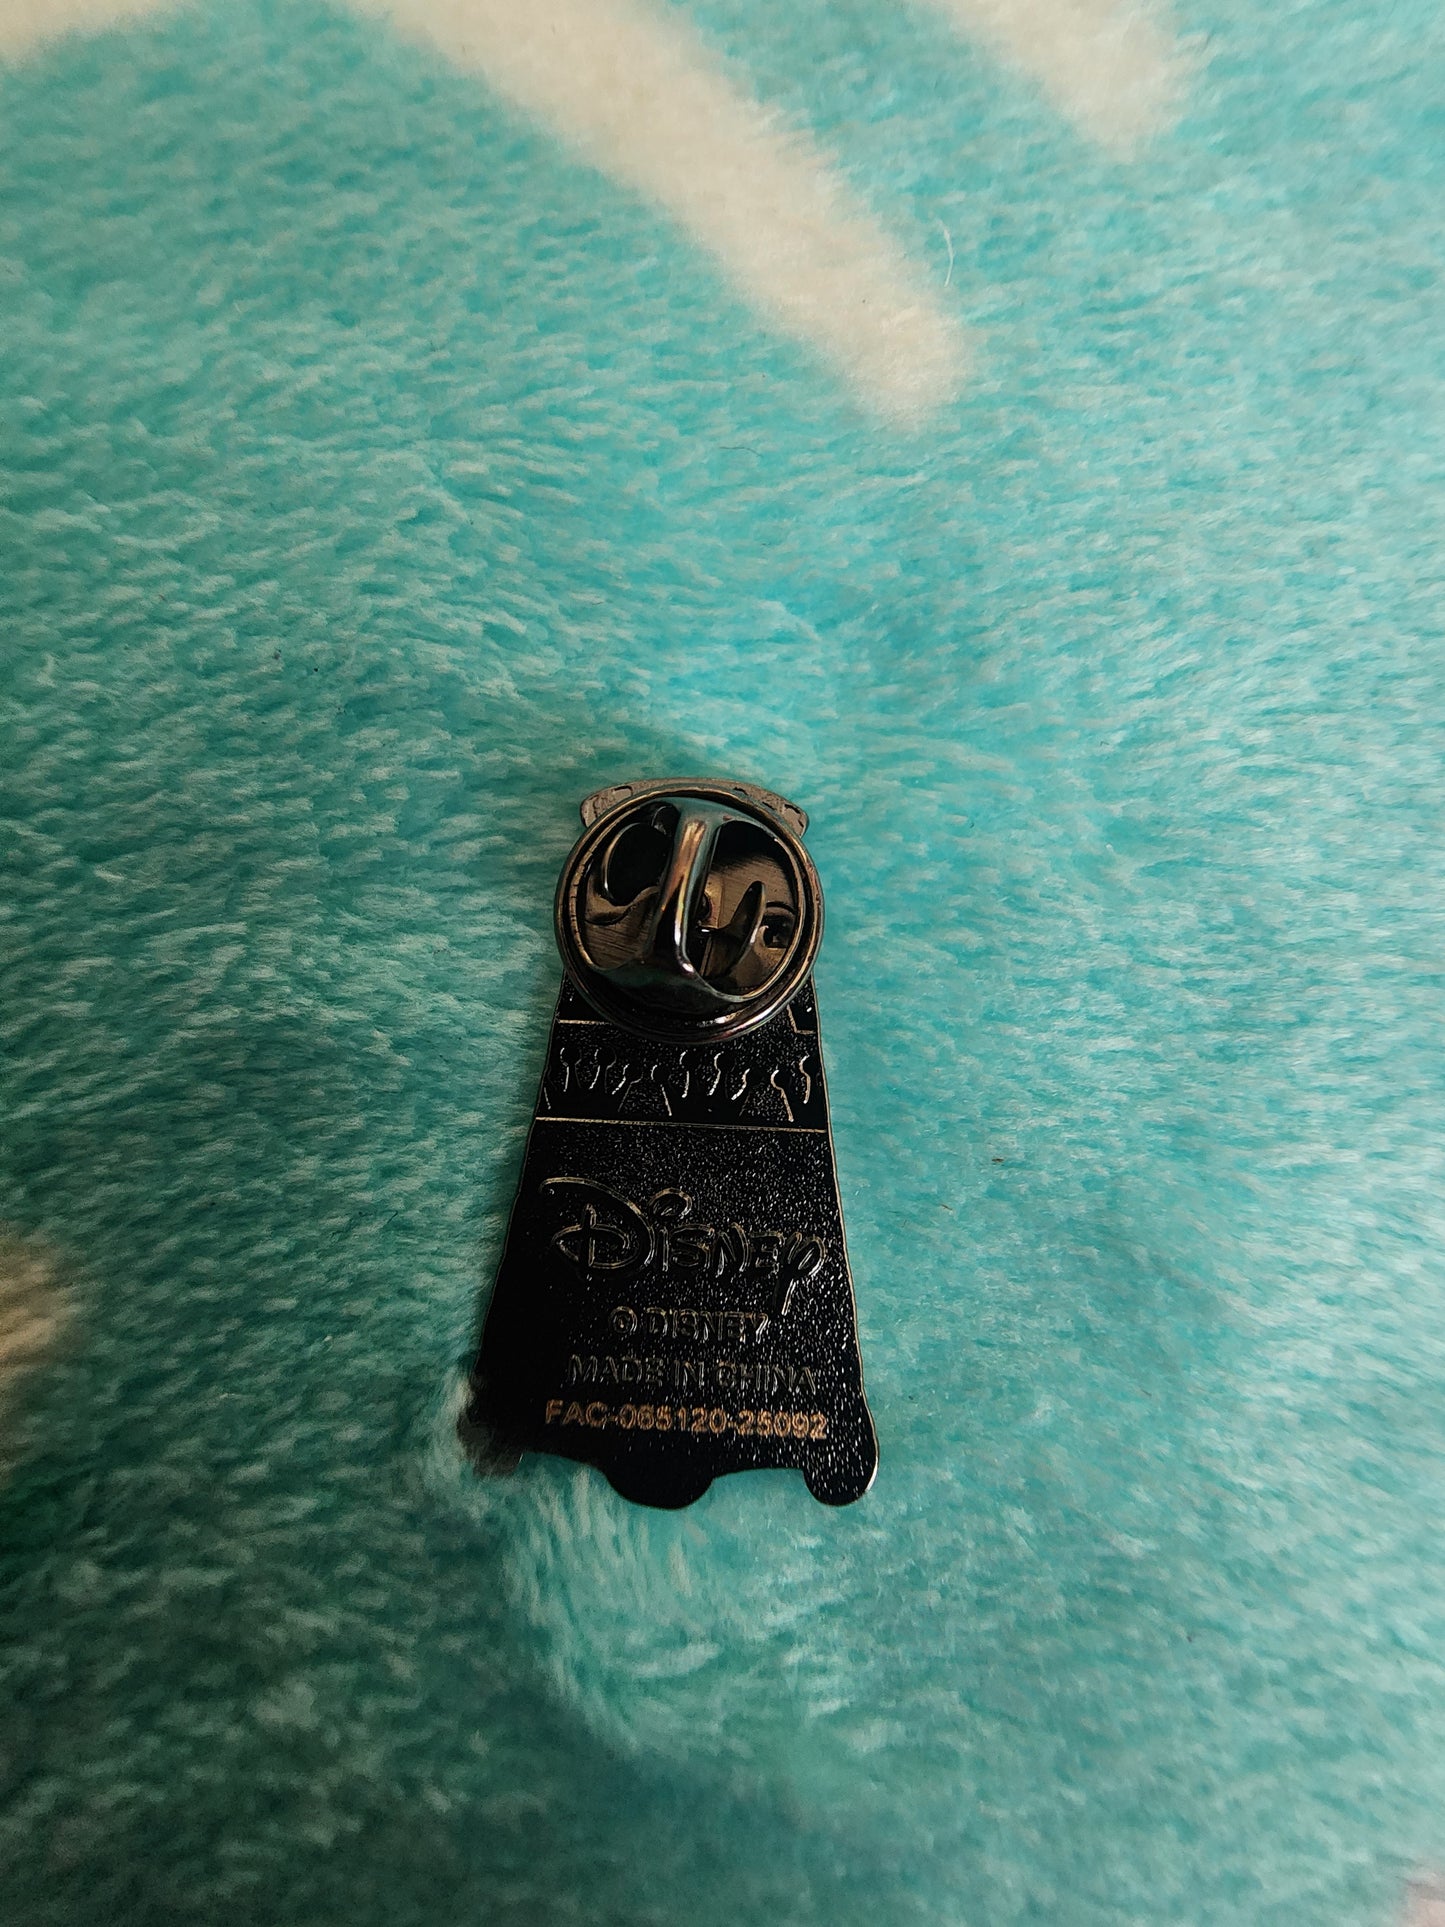 Disney
© DISNEY
MADE IN CHINA
FAC-065120-25092